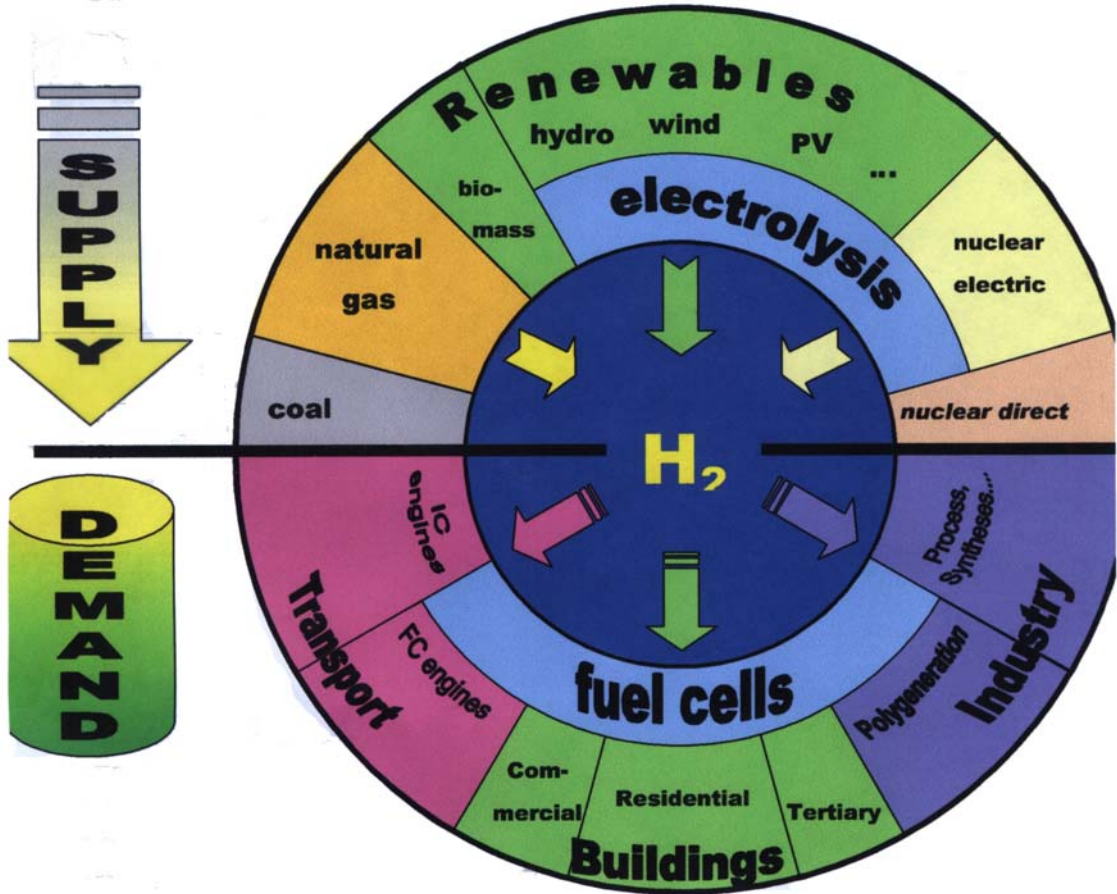 SUPPLY
Renewables
hydro
wind
PV
...
bio-
mass
electrolysis
natural
gas
nuclear
electric
coal
nuclear direct
H₂
DEMAND
IC
engines
Process,
Syntheses...
Transport
FC engines
fuel cells
Polygeneration
Industry
Com-
mercial
Residential
Tertiary
Buildings